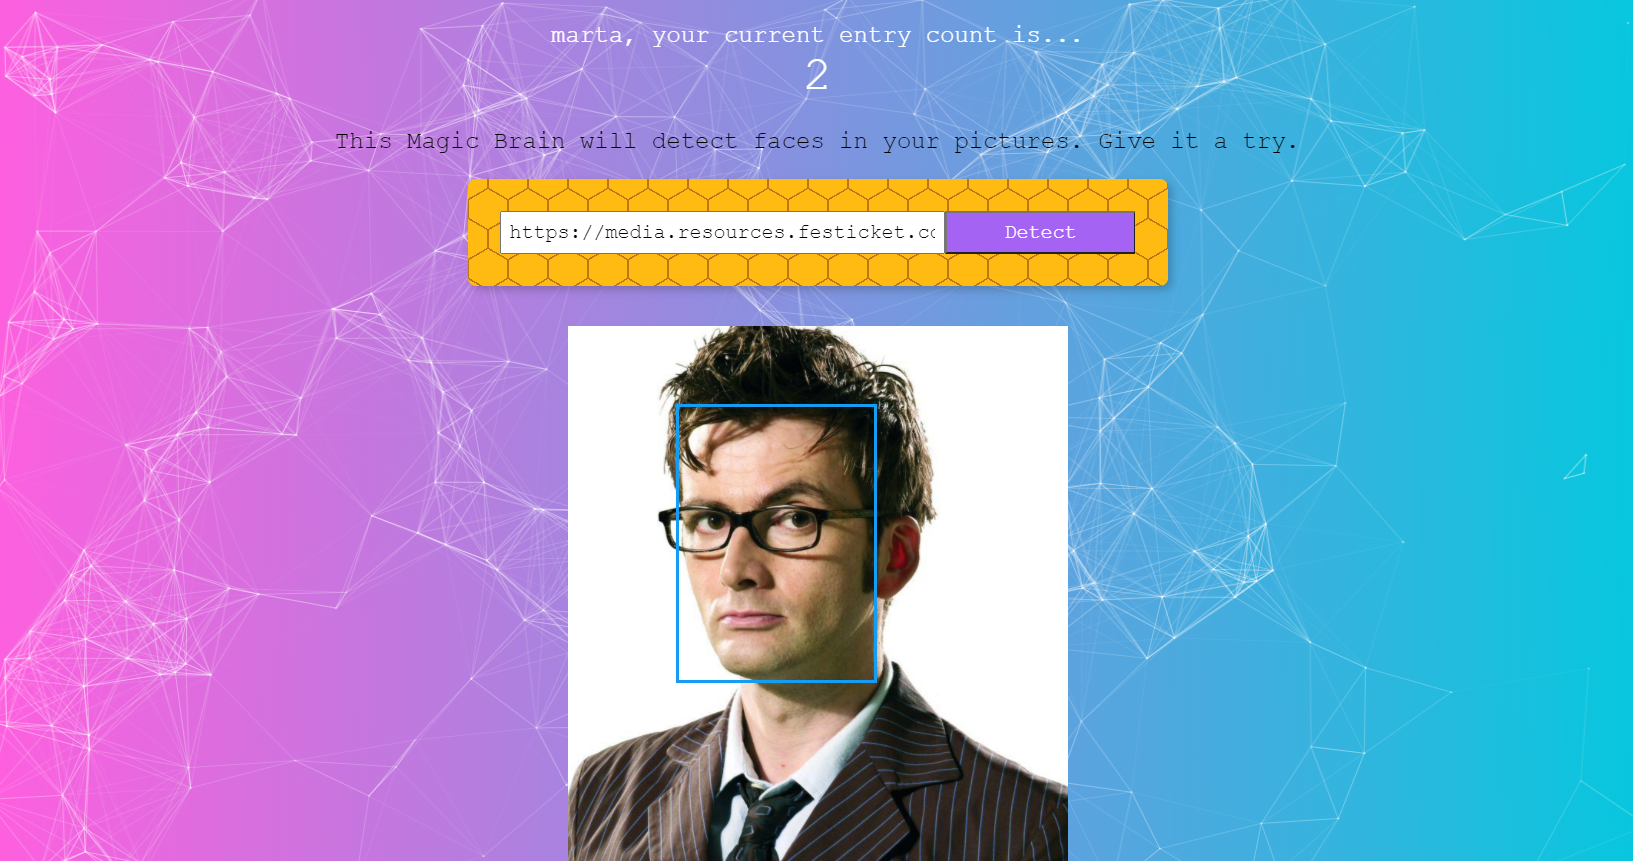 marta, your current entry count is...
2
This Magic Brain will detect faces in your pictures. Give it a try.
https://media.resources.festicket.co
Detect